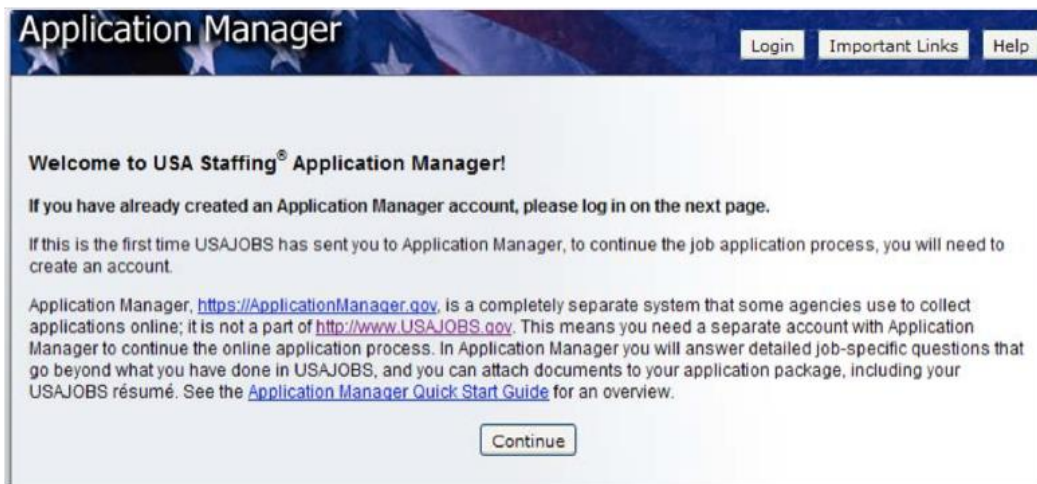 Application Manager
Login Important Links Help
Welcome to USA Staffing® Application Manager!
If you have already created an Application Manager account, please log in on the next page.
If this is the first time USAJOBS has sent you to Application Manager, to continue the job application process, you will need to
create an account.
Application Manager, https://ApplicationManager.gov, is a completely separate system that some agencies use to collect
applications online; it is not a part of http://www.USAJOBS.gov. This means you need a separate account with Application
Manager to continue the online application process. In Application Manager you will answer detailed job-specific questions that
go beyond what you have done in USAJOBS, and you can attach documents to your application package, including your
USAJOBS résumé. See the Application Manager Quick Start Guide for an overview.
Continue